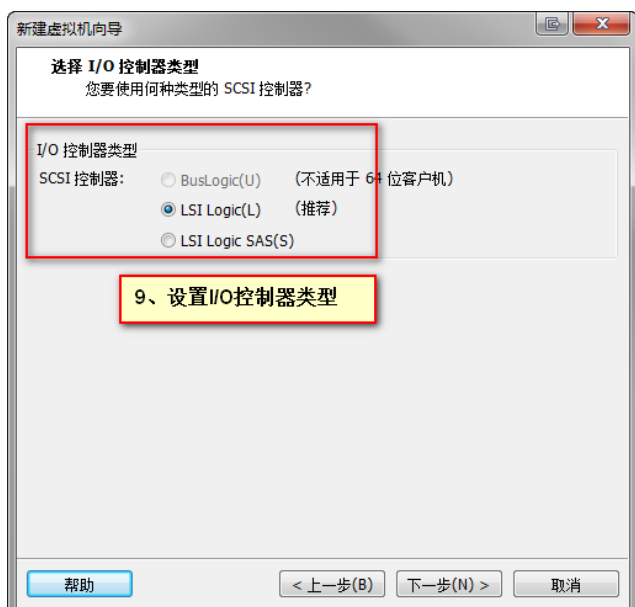 新建虚拟机向导
选择 I/O 控制器类型
您要使用何种类型的 SCSI 控制器?
I/O 控制器类型
SCSI 控制器: BusLogic(U) (不适用于 64 位客户机)
LSI Logic(L) (推荐)
LSI Logic SAS(S)
9、设置I/O控制器类型
帮助 < 上一步(B) 下一步(N) > 取消